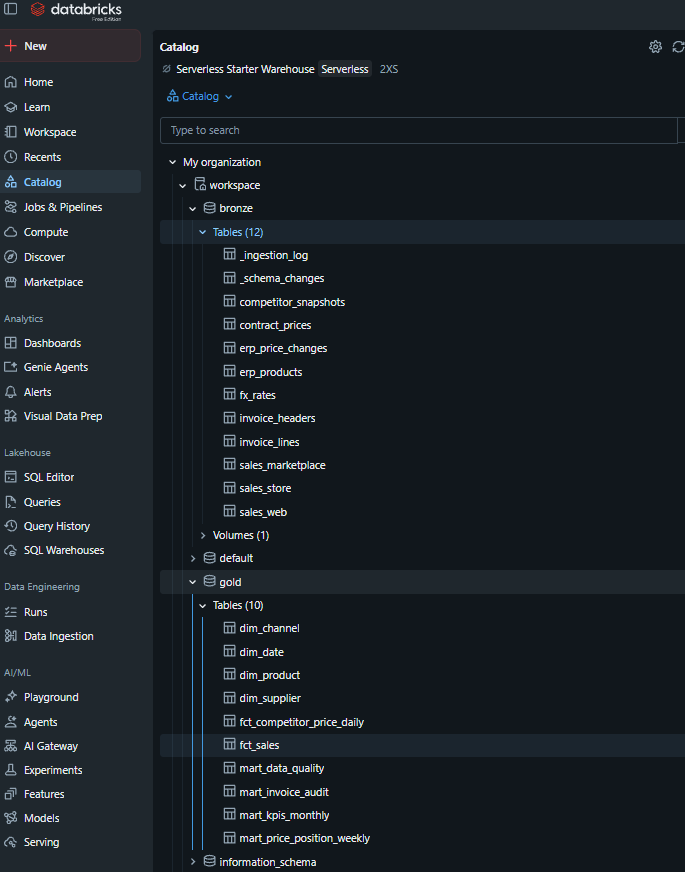 databricks
Free Edition
New
Home
Learn
Workspace
Recents
Catalog
Jobs & Pipelines
Compute
Discover
Marketplace
Analytics
Dashboards
Genie Agents
Alerts
Visual Data Prep
Lakehouse
SQL Editor
Queries
Query History
SQL Warehouses
Data Engineering
Runs
Data Ingestion
AI/ML
Playground
Agents
AI Gateway
Experiments
Features
Models
Serving
Catalog
Serverless Starter Warehouse Serverless 2XS
Catalog
Type to search
My organization
workspace
bronze
Tables (12)
_ingestion_log
_schema_changes
competitor_snapshots
contract_prices
erp_price_changes
erp_products
fx_rates
invoice_headers
invoice_lines
sales_marketplace
sales_store
sales_web
Volumes (1)
default
gold
Tables (10)
dim_channel
dim_date
dim_product
dim_supplier
fct_competitor_price_daily
fct_sales
mart_data_quality
mart_invoice_audit
mart_kpis_monthly
mart_price_position_weekly
information_schema